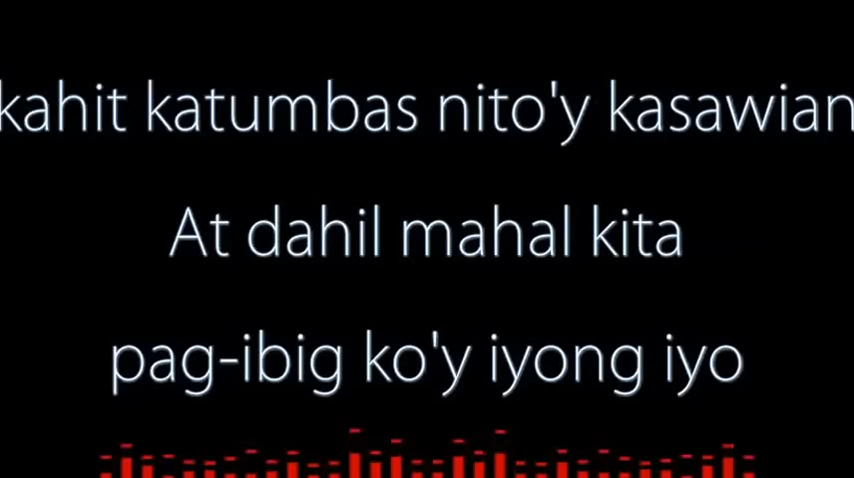 kahit katumbas nito'y kasawian
At dahil mahal kita
pag-ibig ko'y iyong iyo